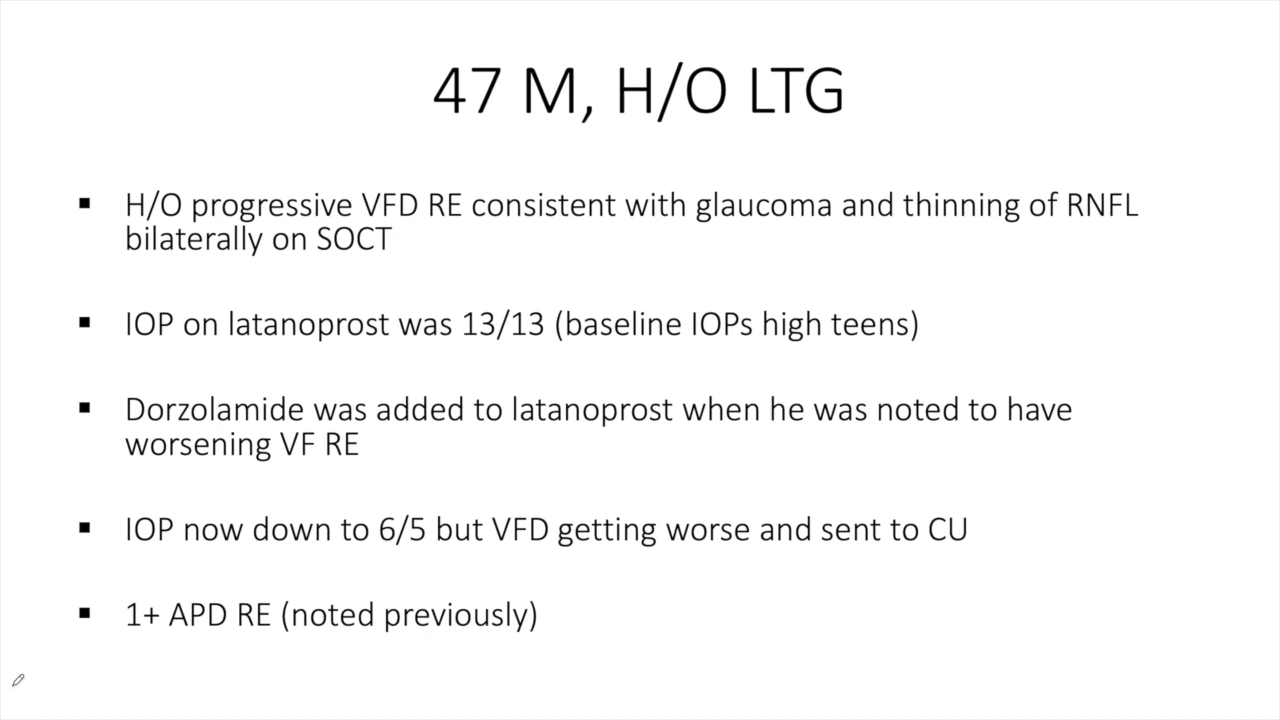 47 M, H/O LTG
▪ H/O progressive VFD RE consistent with glaucoma and thinning of RNFL
bilaterally on SOCT
▪ IOP on latanoprost was 13/13 (baseline IOPs high teens)
▪ Dorzolamide was added to latanoprost when he was noted to have
worsening VF RE
▪ IOP now down to 6/5 but VFD getting worse and sent to CU
▪ 1+ APD RE (noted previously)